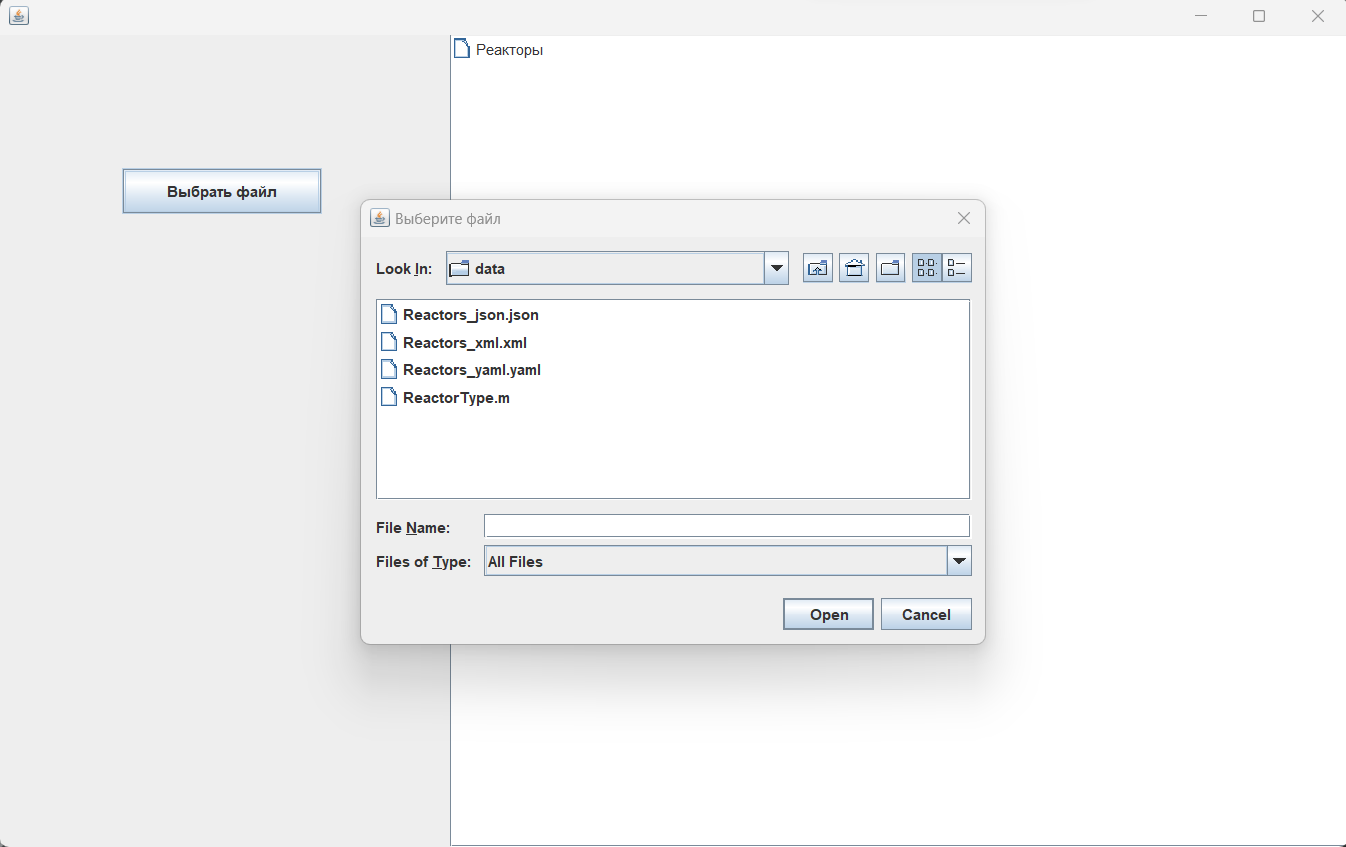 Реакторы
Выбрать файл
Выберите файл
Look In:
data
Reactors_json.json
Reactors_xml.xml
Reactors_yaml.yaml
ReactorType.m
File Name:
Files of Type:
All Files
Open
Cancel